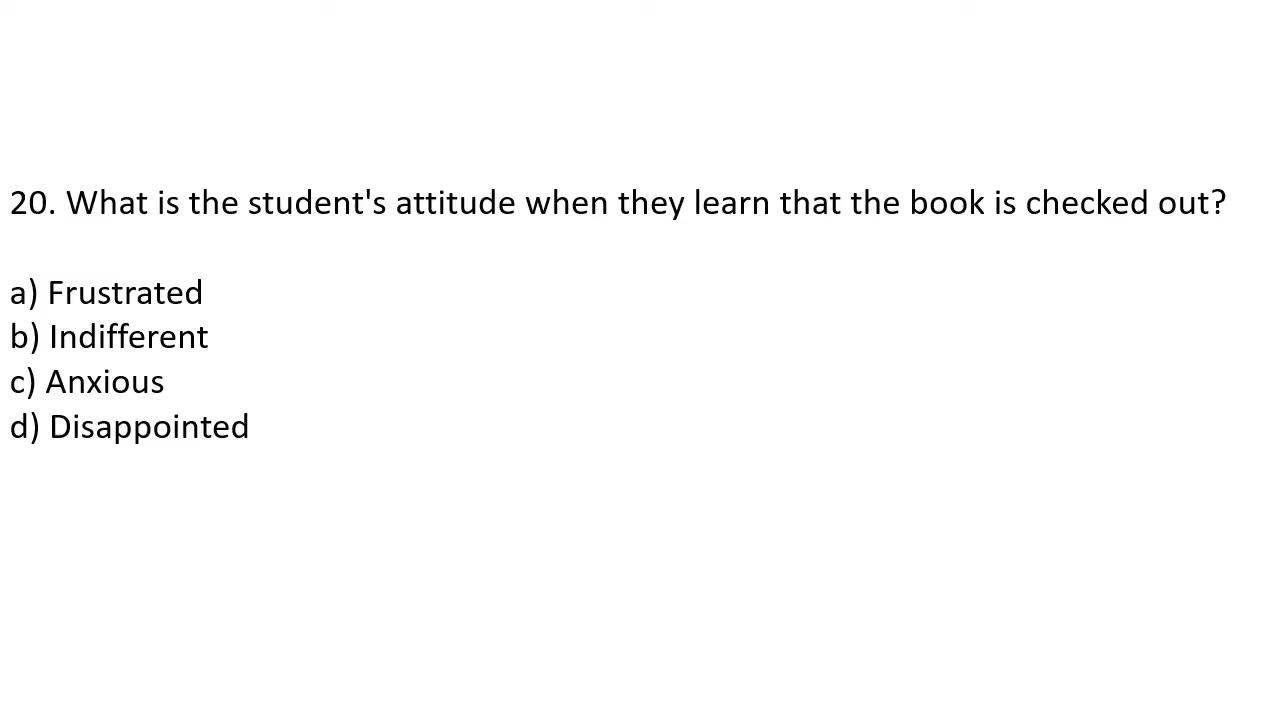 20. What is the student's attitude when they learn that the book is checked out?
a) Frustrated
b) Indifferent
c) Anxious
d) Disappointed